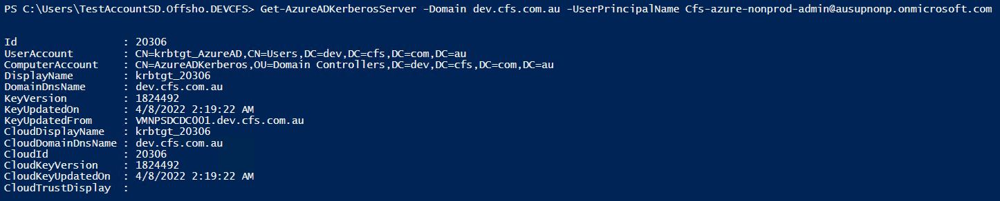 PS C:\Users\TestAccountSD.Offsho.DEVCFS> Get-AzureADKerberosServer -Domain dev.cfs.com.au -UserPrincipalName Cfs-azure-nonprod-admin@ausupnonp.onmicrosoft.com
Id : 20306
UserAccount : CN=krbtgt_AzureAD,CN=Users,DC=dev,DC=cfs,DC=com,DC=au
ComputerAccount : CN=AzureADKerberos,OU=Domain Controllers,DC=dev,DC=cfs,DC=com,DC=au
DisplayName : krbtgt_20306
DomainDnsName : dev.cfs.com.au
KeyVersion : 1824492
KeyUpdatedOn : 4/8/2022 2:19:22 AM
KeyUpdatedFrom : VMNPSDCDC001.dev.cfs.com.au
CloudDisplayName : krbtgt_20306
CloudDomainDnsName : dev.cfs.com.au
CloudId : 20306
CloudKeyVersion : 1824492
CloudKeyUpdatedOn : 4/8/2022 2:19:22 AM
CloudTrustDisplay :